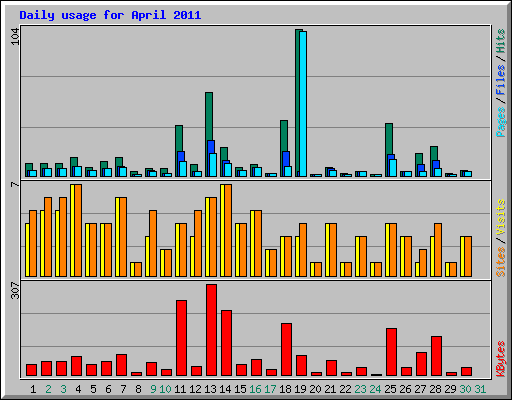 Daily usage for April 2011
104
Pages / Files / Hits
7
Sites / Visits
307
KBytes
1 2 3 4 5 6 7 8 9 10 11 12 13 14 15 16 17 18 19 20 21 22 23 24 25 26 27 28 29 30 31